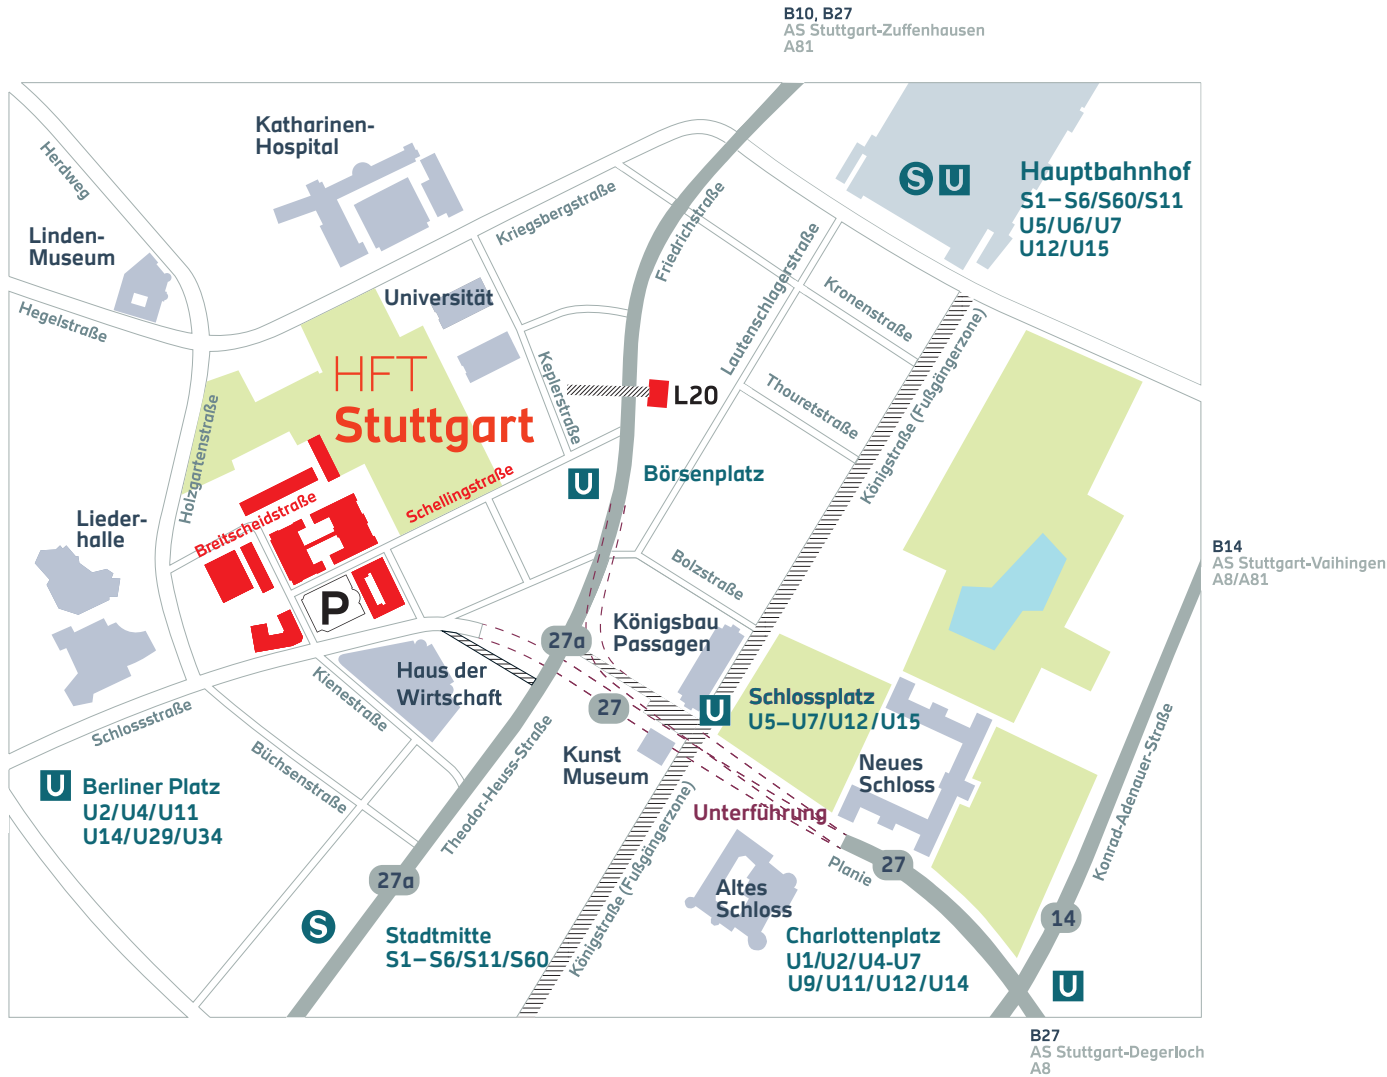 B10, B27
AS Stuttgart-Zuffenhausen
A81
Katharinen-
Hospital
Herdweg
Linden-
Museum
Hegelstraße
Kriegsbergstraße
Friedrichstraße
S U
Hauptbahnhof
S1–S6/S60/S11
U5/U6/U7
U12/U15
Universität
HFT
Stuttgart
Keplerstraße
L20
Lautenschlagerstraße
Kronenstraße
Thouretstraße
Königstraße (Fußgängerzone)
Holzgartenstraße
Breitscheidstraße
Schellingstraße
U
Börsenplatz
Lieder-
halle
P
Bolzstraße
B14
AS Stuttgart-Vaihingen
A8/A81
27a
Königsbau
Passagen
Haus der
Wirtschaft
Kienestraße
27
U
Schlossplatz
U5–U7/U12/U15
Schlossstraße
Büchsenstraße
Theodor-Heuss-Straße
Kunst
Museum
Neues
Schloss
U
Berliner Platz
U2/U4/U11
U14/U29/U34
Unterführung
Königstraße (Fußgängerzone)
Planie
27
Konrad-Adenauer-Straße
27a
Altes
Schloss
14
S
Stadtmitte
S1–S6/S11/S60
Charlottenplatz
U1/U2/U4-U7
U9/U11/U12/U14
U
B27
AS Stuttgart-Degerloch
A8